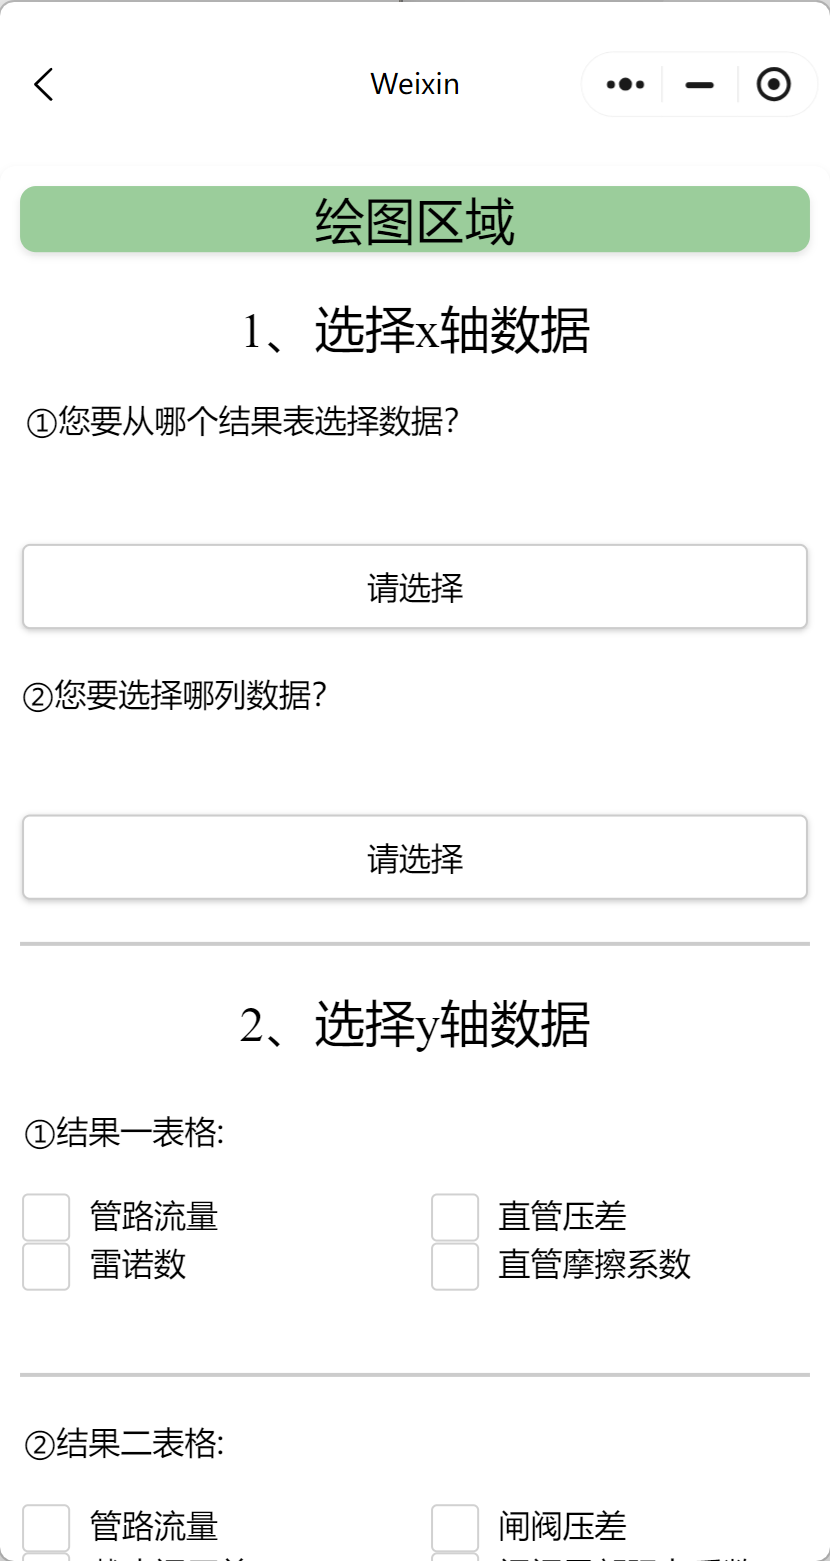 Weixin
绘图区域
1、选择x轴数据
①您要从哪个结果表选择数据？
请选择
②您要选择哪列数据？
请选择
2、选择y轴数据
①结果一表格:
管路流量 直管压差
雷诺数 直管摩擦系数
②结果二表格:
管路流量 闸阀压差